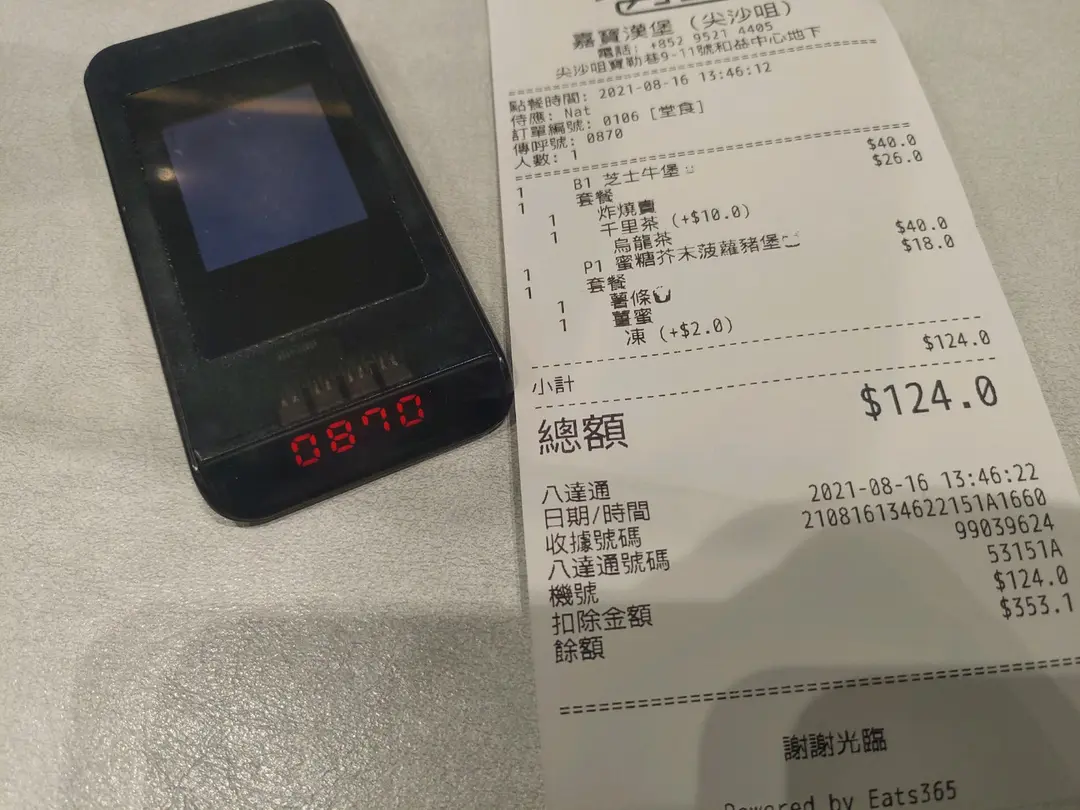 嘉寶漢堡 (尖沙咀)
電話: +852 9521 4405
尖沙咀寶勒巷9-11號和益中心地下
點餐時間: 2021-08-16 13:46:12
侍應: Nat
訂單編號: 0106 [堂食]
傳呼號: 0870
人數: 1
1 B1 芝士牛堡 $40.0
1 套餐 $26.0
1 炸燒賣
1 千里茶 (+$10.0)
烏龍茶
1 P1 蜜糖芥末菠蘿豬堡 $40.0
1 套餐 $18.0
1 薯條
1 薑蜜
凍 (+$2.0)
小計 $124.0
總額 $124.0
八達通
日期/時間 2021-08-16 13:46:22
收據號碼 210816134622151A1660
八達通號碼 99039624
機號 53151A
扣除金額 $124.0
餘額 $353.1
謝謝光臨
Powered by Eats365
0870